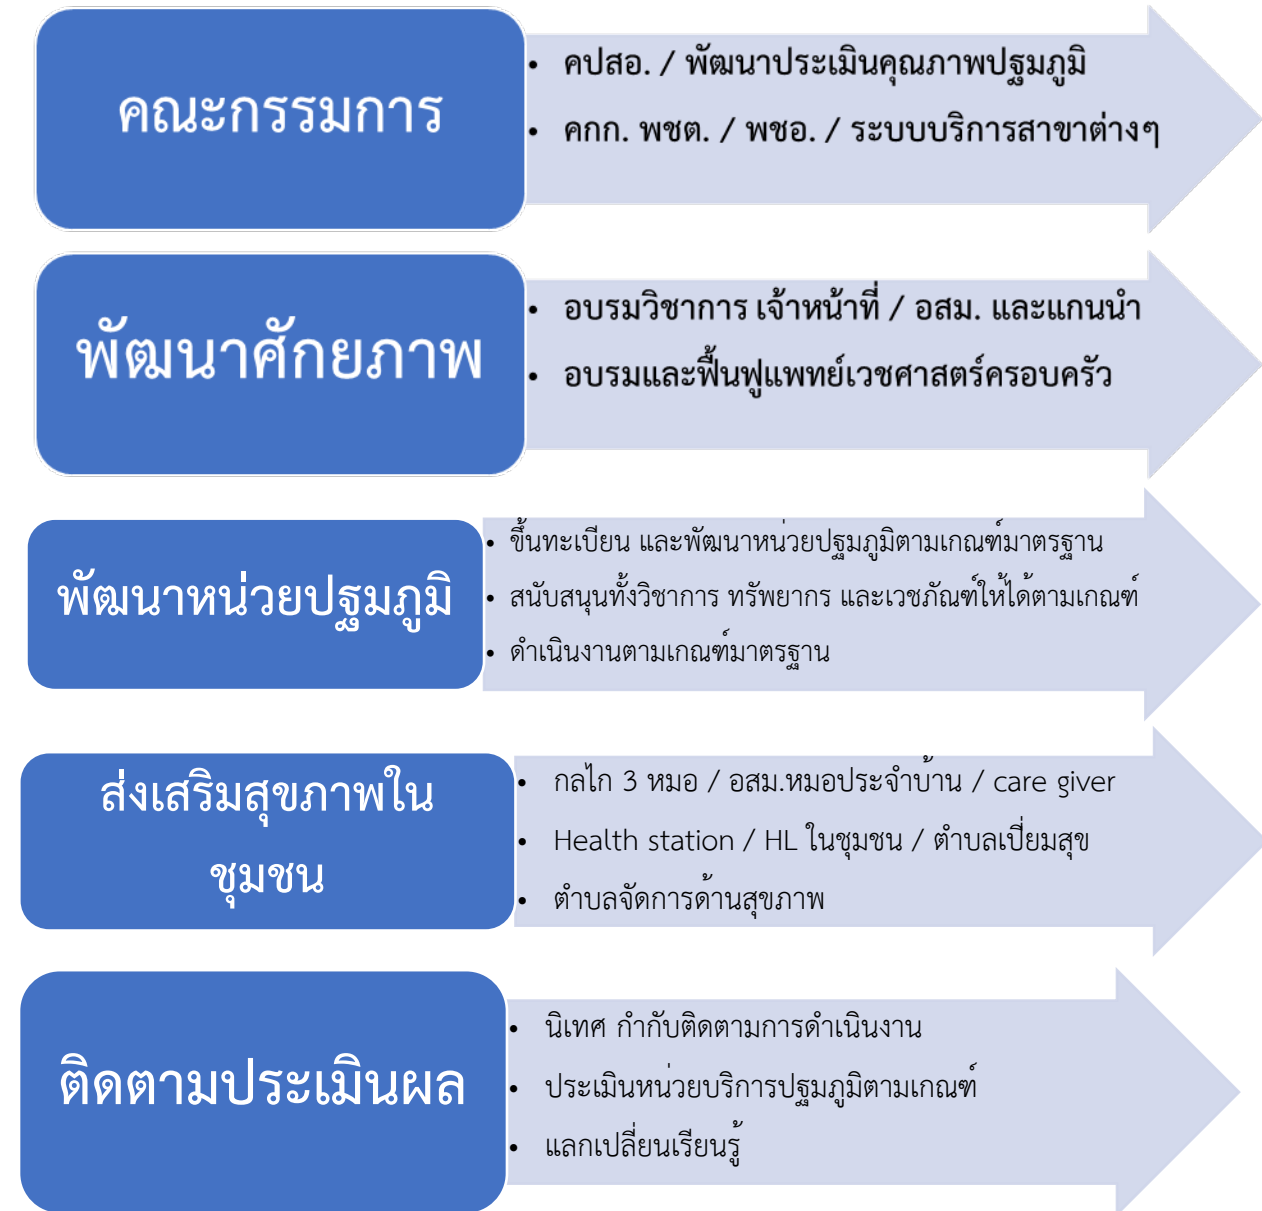 คณะกรรมการ
• คปสอ. / พัฒนาประเมินคุณภาพปฐมภูมิ
• คกก. พชต. / พชอ. / ระบบบริการสาขาต่างๆ
พัฒนาศักยภาพ
• อบรมวิชาการ เจ้าหน้าที่ / อสม. และแกนนำ
• อบรมและฟื้นฟูแพทย์เวชศาสตร์ครอบครัว
พัฒนาหน่วยปฐมภูมิ
• ขึ้นทะเบียน และพัฒนาหน่วยปฐมภูมิตามเกณฑ์มาตรฐาน
• สนับสนุนทั้งวิชาการ ทรัพยากร และเวชภัณฑ์ให้ได้ตามเกณฑ์
• ดำเนินงานตามเกณฑ์มาตรฐาน
ส่งเสริมสุขภาพใน
ชุมชน
• กลไก 3 หมอ / อสม.หมอประจำบ้าน / care giver
• Health station / HL ในชุมชน / ตำบลเปี่ยมสุข
• ตำบลจัดการด้านสุขภาพ
ติดตามประเมินผล
• นิเทศ กำกับติดตามการดำเนินงาน
• ประเมินหน่วยบริการปฐมภูมิตามเกณฑ์
• แลกเปลี่ยนเรียนรู้